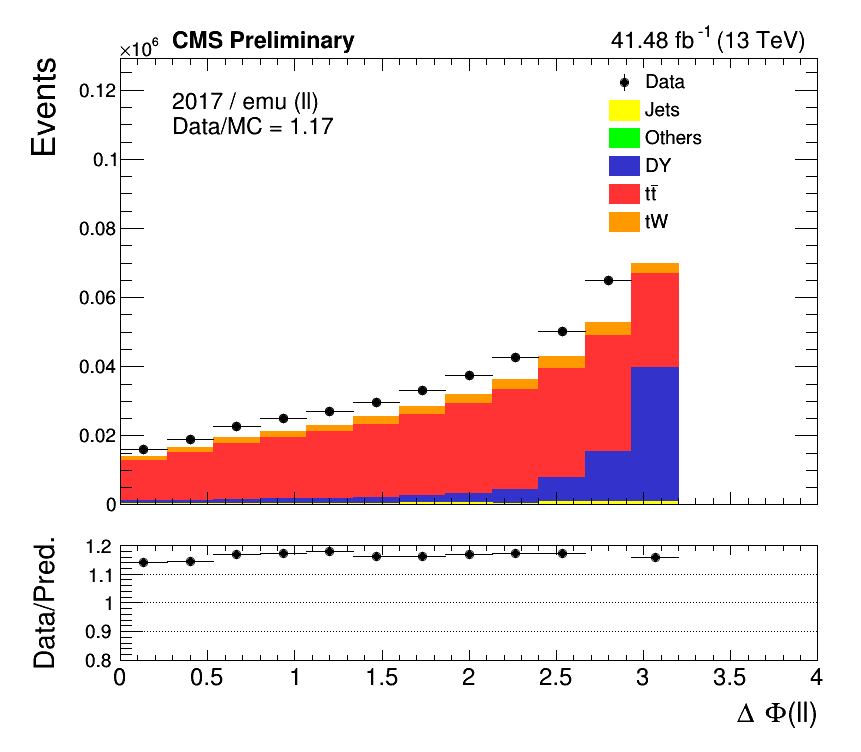 ×10⁶ CMS Preliminary 41.48 fb⁻¹ (13 TeV)
Events
2017 / emu (ll)
Data/MC = 1.17
Data
Jets
Others
DY
tt̄
tW
0.12
0.1
0.08
0.06
0.04
0.02
0
Data/Pred.
1.2
1.1
1
0.9
0.8
0 0.5 1 1.5 2 2.5 3 3.5 4
Δ Φ(ll)